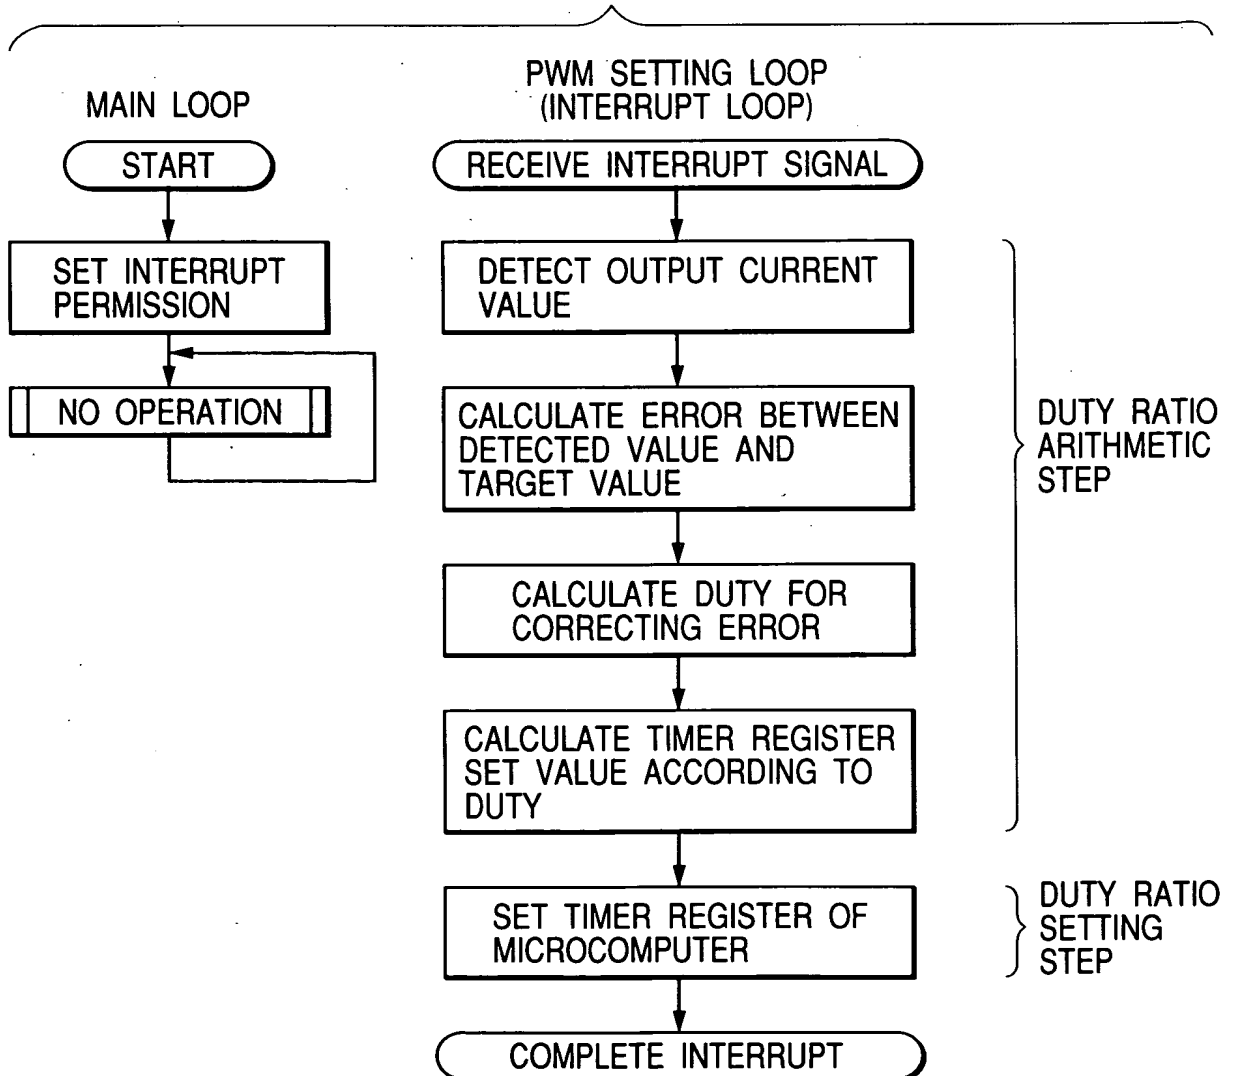 MAIN LOOP
START
SET INTERRUPT
PERMISSION
NO OPERATION
PWM SETTING LOOP
(INTERRUPT LOOP)
RECEIVE INTERRUPT SIGNAL
DETECT OUTPUT CURRENT
VALUE
CALCULATE ERROR BETWEEN
DETECTED VALUE AND
TARGET VALUE
CALCULATE DUTY FOR
CORRECTING ERROR
CALCULATE TIMER REGISTER
SET VALUE ACCORDING TO
DUTY
DUTY RATIO
ARITHMETIC
STEP
SET TIMER REGISTER OF
MICROCOMPUTER
DUTY RATIO
SETTING
STEP
COMPLETE INTERRUPT